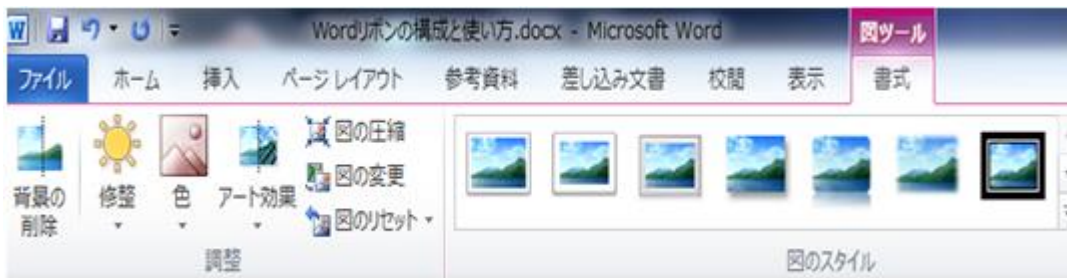 W
Wordリボンの構成と使い方.docx - Microsoft Word
図ツール
ファイル ホーム 挿入 ページ レイアウト 参考資料 差し込み文書 校閲 表示 書式
背景の
削除
修整
色
アート効果
図の圧縮
図の変更
図のリセット
調整
図のスタイル